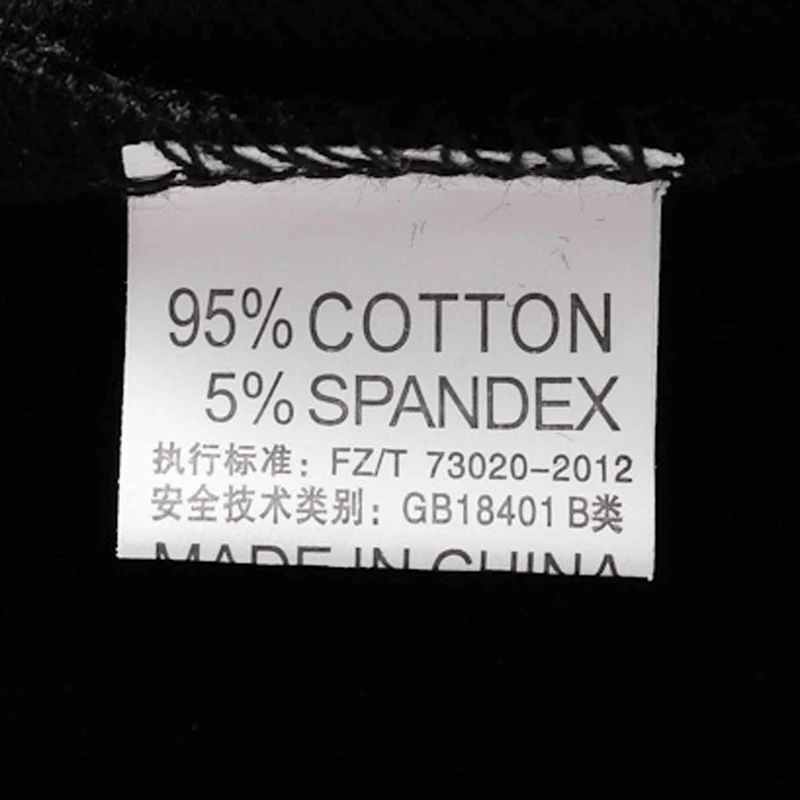 95% COTTON
5% SPANDEX
执行标准: FZ/T 73020-2012
安全技术类别: GB18401 B类
MADE IN CHINA